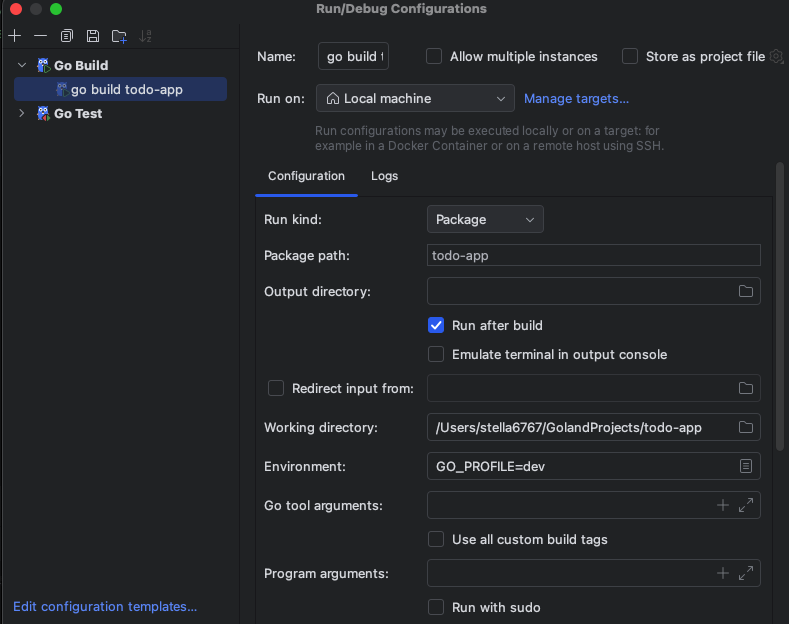 Run/Debug Configurations
Go Build
go build todo-app
Go Test
Edit configuration templates...
Name:
go build
Allow multiple instances
Store as project file
Run on:
Local machine
Manage targets...
Run configurations may be executed locally or on a target: for
example in a Docker Container or on a remote host using SSH.
Configuration
Logs
Run kind:
Package
Package path:
todo-app
Output directory:
Run after build
Emulate terminal in output console
Redirect input from:
Working directory:
/Users/stella6767/GolandProjects/todo-app
Environment:
GO_PROFILE=dev
Go tool arguments:
Use all custom build tags
Program arguments:
Run with sudo